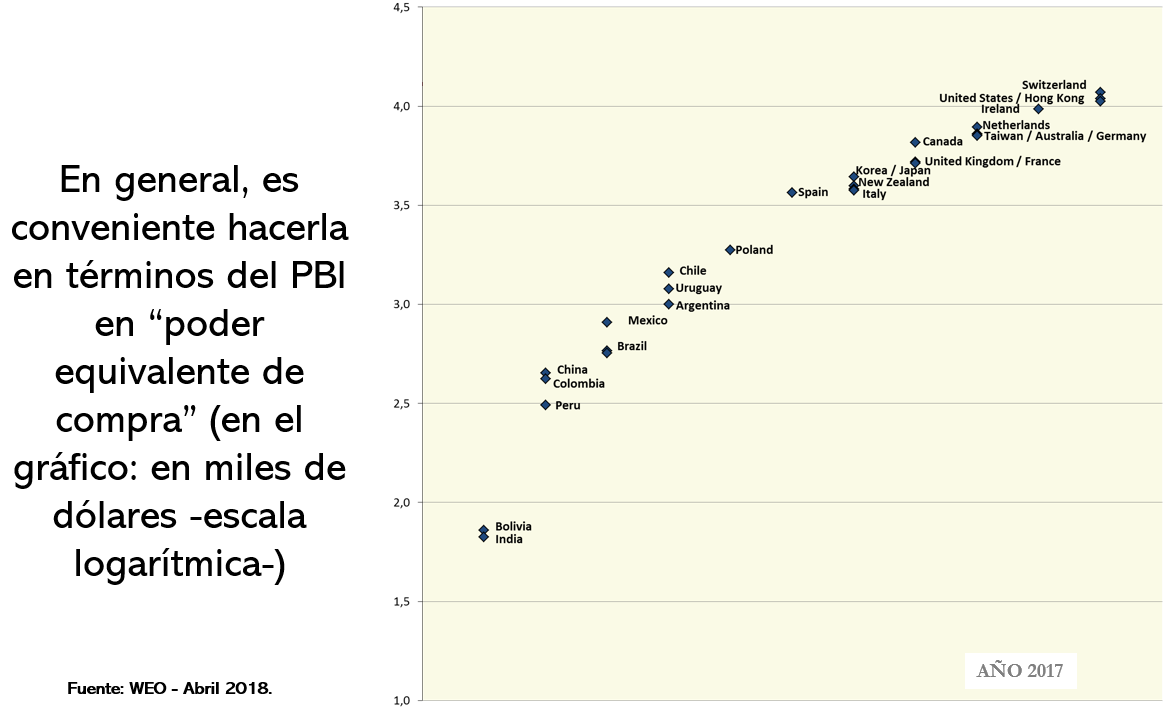 En general, es
conveniente hacerla
en términos del PBI
en “poder
equivalente de
compra” (en el
gráfico: en miles de
dólares -escala
logarítmica-)
Fuente: WEO - Abril 2018.
4,5
4,0
3,5
3,0
2,5
2,0
1,5
1,0
Switzerland
United States / Hong Kong
Ireland
Netherlands
Taiwan / Australia / Germany
Canada
United Kingdom / France
Korea / Japan
New Zealand
Italy
Spain
Poland
Chile
Uruguay
Argentina
Mexico
Brazil
China
Colombia
Peru
Bolivia
India
AÑO 2017